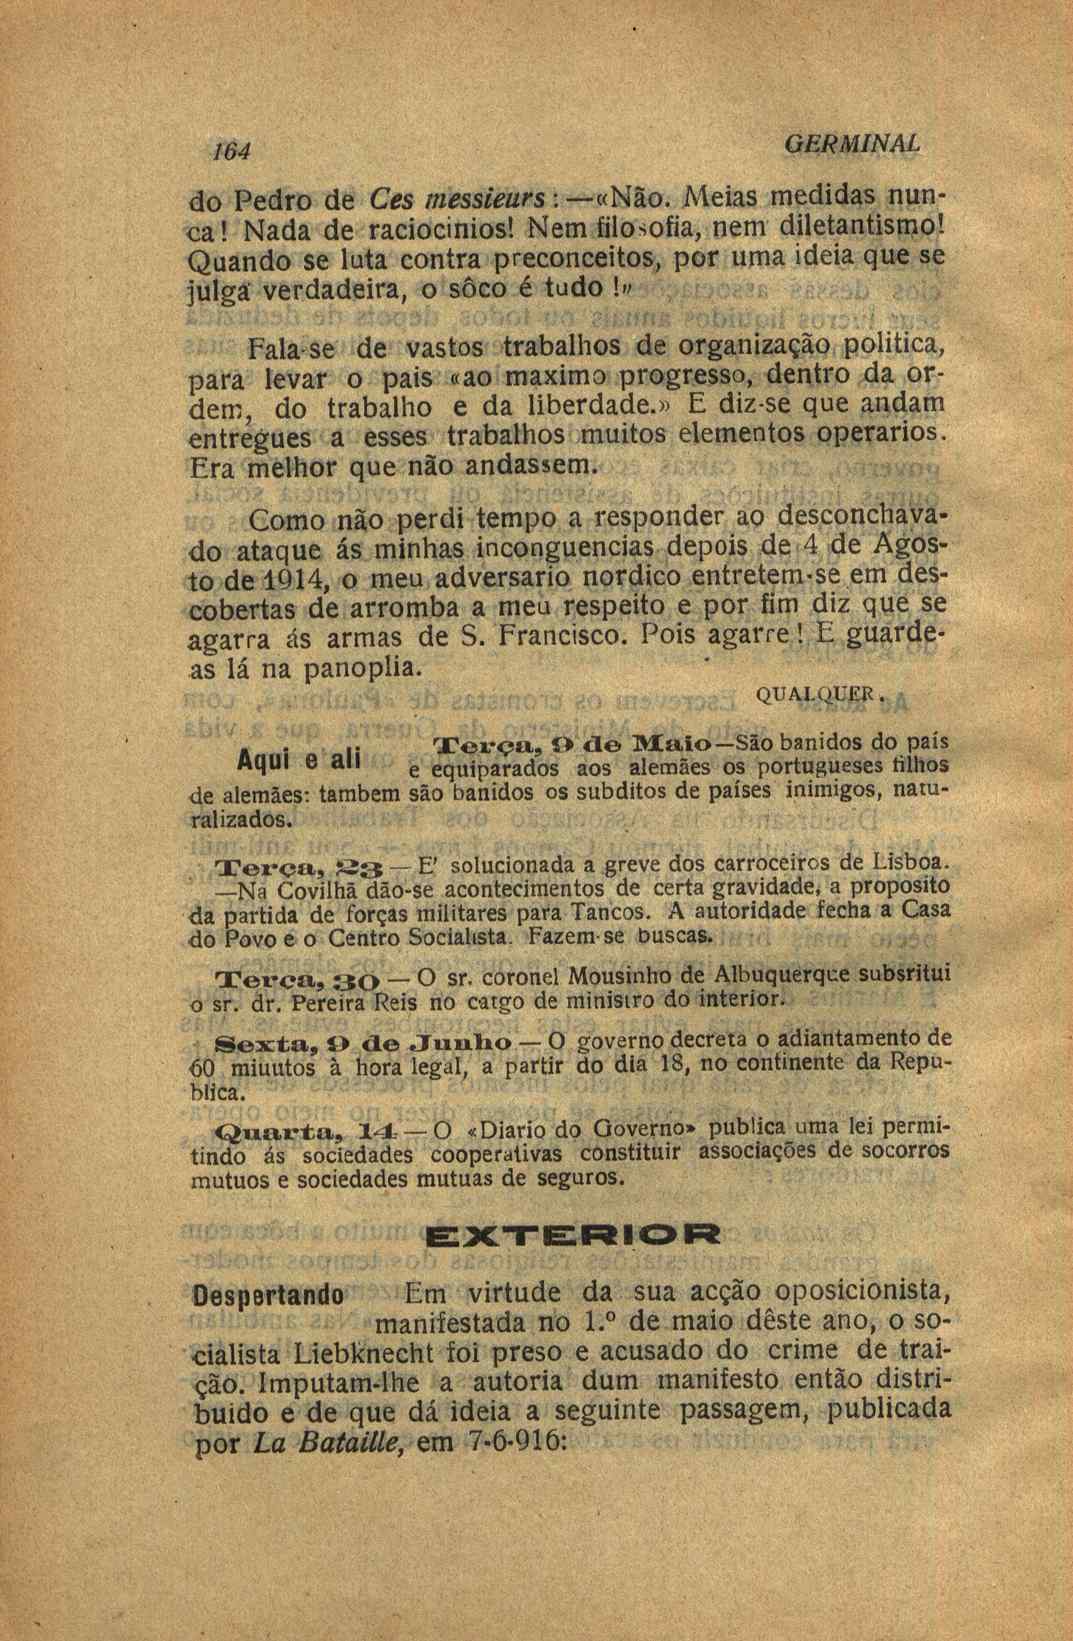 164
GERMINAL
do Pedro de Ces messieurs: —«Não. Meias medidas nun-
ca! Nada de raciocinios! Nem filosofia, nem diletantismo!
Quando se luta contra preconceitos, por uma ideia que se
julga verdadeira, o sôco é tudo!»
Fala-se de vastos trabalhos de organização politica,
para levar o pais «ao maximo progresso, dentro da or-
dem, do trabalho e da liberdade.» E diz-se que andam
entregues a esses trabalhos muitos elementos operarios.
Era melhor que não andassem.
Como não perdi tempo a responder ao desconchava-
do ataque ás minhas inconguencias depois de 4 de Agos-
to de 1914, o meu adversario nordico entretem-se em des-
cobertas de arromba a meu respeito e por fim diz que se
agarra ás armas de S. Francisco. Pois agarre! E guarde-
as lá na panoplia.
QUALQUER.
Aqui e ali
Terça, 9 de Maio—São banidos do país
e equiparados aos alemães os portugueses filhos
de alemães: tambem são banidos os subditos de países inimigos, natu-
ralizados.
Terça, 23 — E' solucionada a greve dos carroceiros de Lisboa.
—Na Covilhã dão-se acontecimentos de certa gravidade, a proposito
da partida de forças militares para Tancos. A autoridade fecha a Casa
do Povo e o Centro Socialista. Fazem-se buscas.
Terça, 30 — O sr. coronel Mousinho de Albuquerque subsritui
o sr. dr. Pereira Reis no cargo de ministro do interior.
Sexta, 9 de Junho — O governo decreta o adiantamento de
60 miuutos à hora legal, a partir do dia 18, no continente da Repu-
blica.
Quarta, 14 — O «Diario do Governo» publica uma lei permi-
tindo ás sociedades cooperativas constituir associações de socorros
mutuos e sociedades mutuas de seguros.
EXTERIOR
Despertando
Em virtude da sua acção oposicionista,
manifestada no 1.º de maio dêste ano, o so-
cialista Liebknecht foi preso e acusado do crime de trai-
ção. Imputam-lhe a autoria dum manifesto então distri-
buido e de que dá ideia a seguinte passagem, publicada
por La Bataille, em 7-6-916: